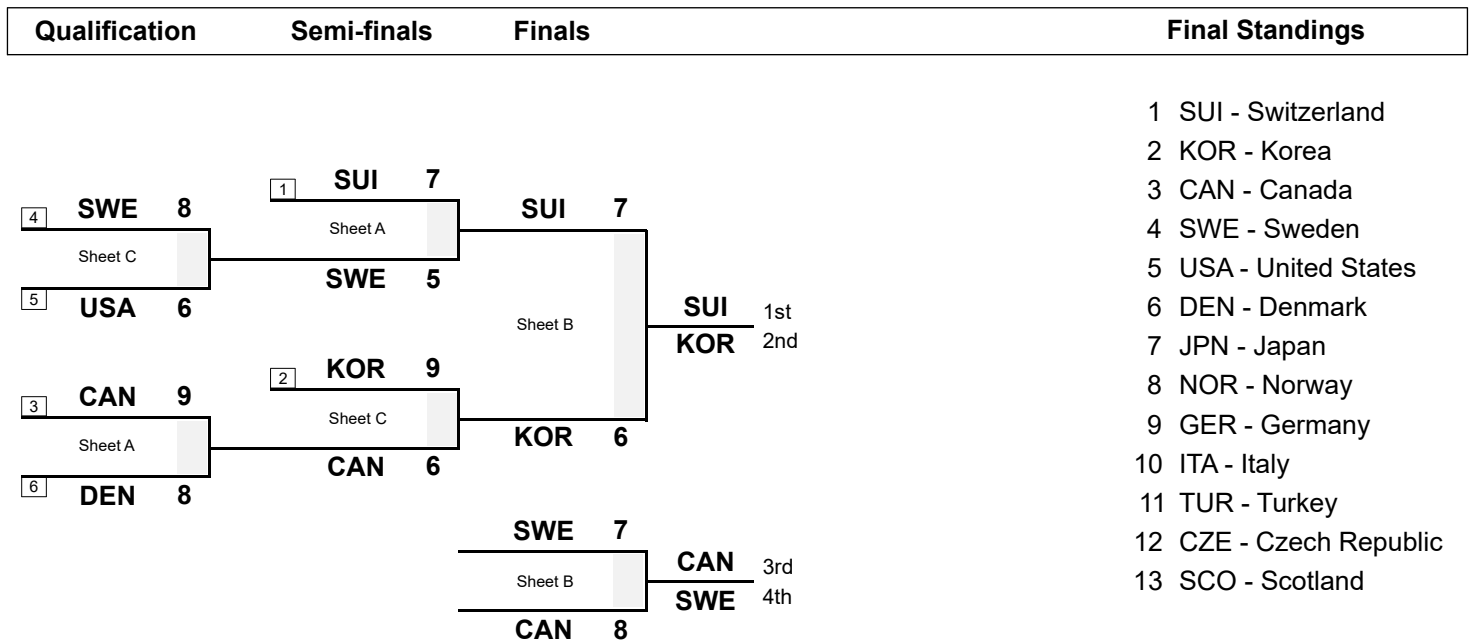 Qualification Semi-finals Finals Final Standings
1 SUI - Switzerland
2 KOR - Korea
3 CAN - Canada
4 SWE - Sweden
5 USA - United States
6 DEN - Denmark
7 JPN - Japan
8 NOR - Norway
9 GER - Germany
10 ITA - Italy
11 TUR - Turkey
12 CZE - Czech Republic
13 SCO - Scotland
4 SWE 8
Sheet C
5 USA 6
3 CAN 9
Sheet A
6 DEN 8
1 SUI 7
Sheet A
SWE 5
2 KOR 9
Sheet C
CAN 6
SUI 7
Sheet B
KOR 6
SUI 1st
KOR 2nd
SWE 7
Sheet B
CAN 8
CAN 3rd
SWE 4th